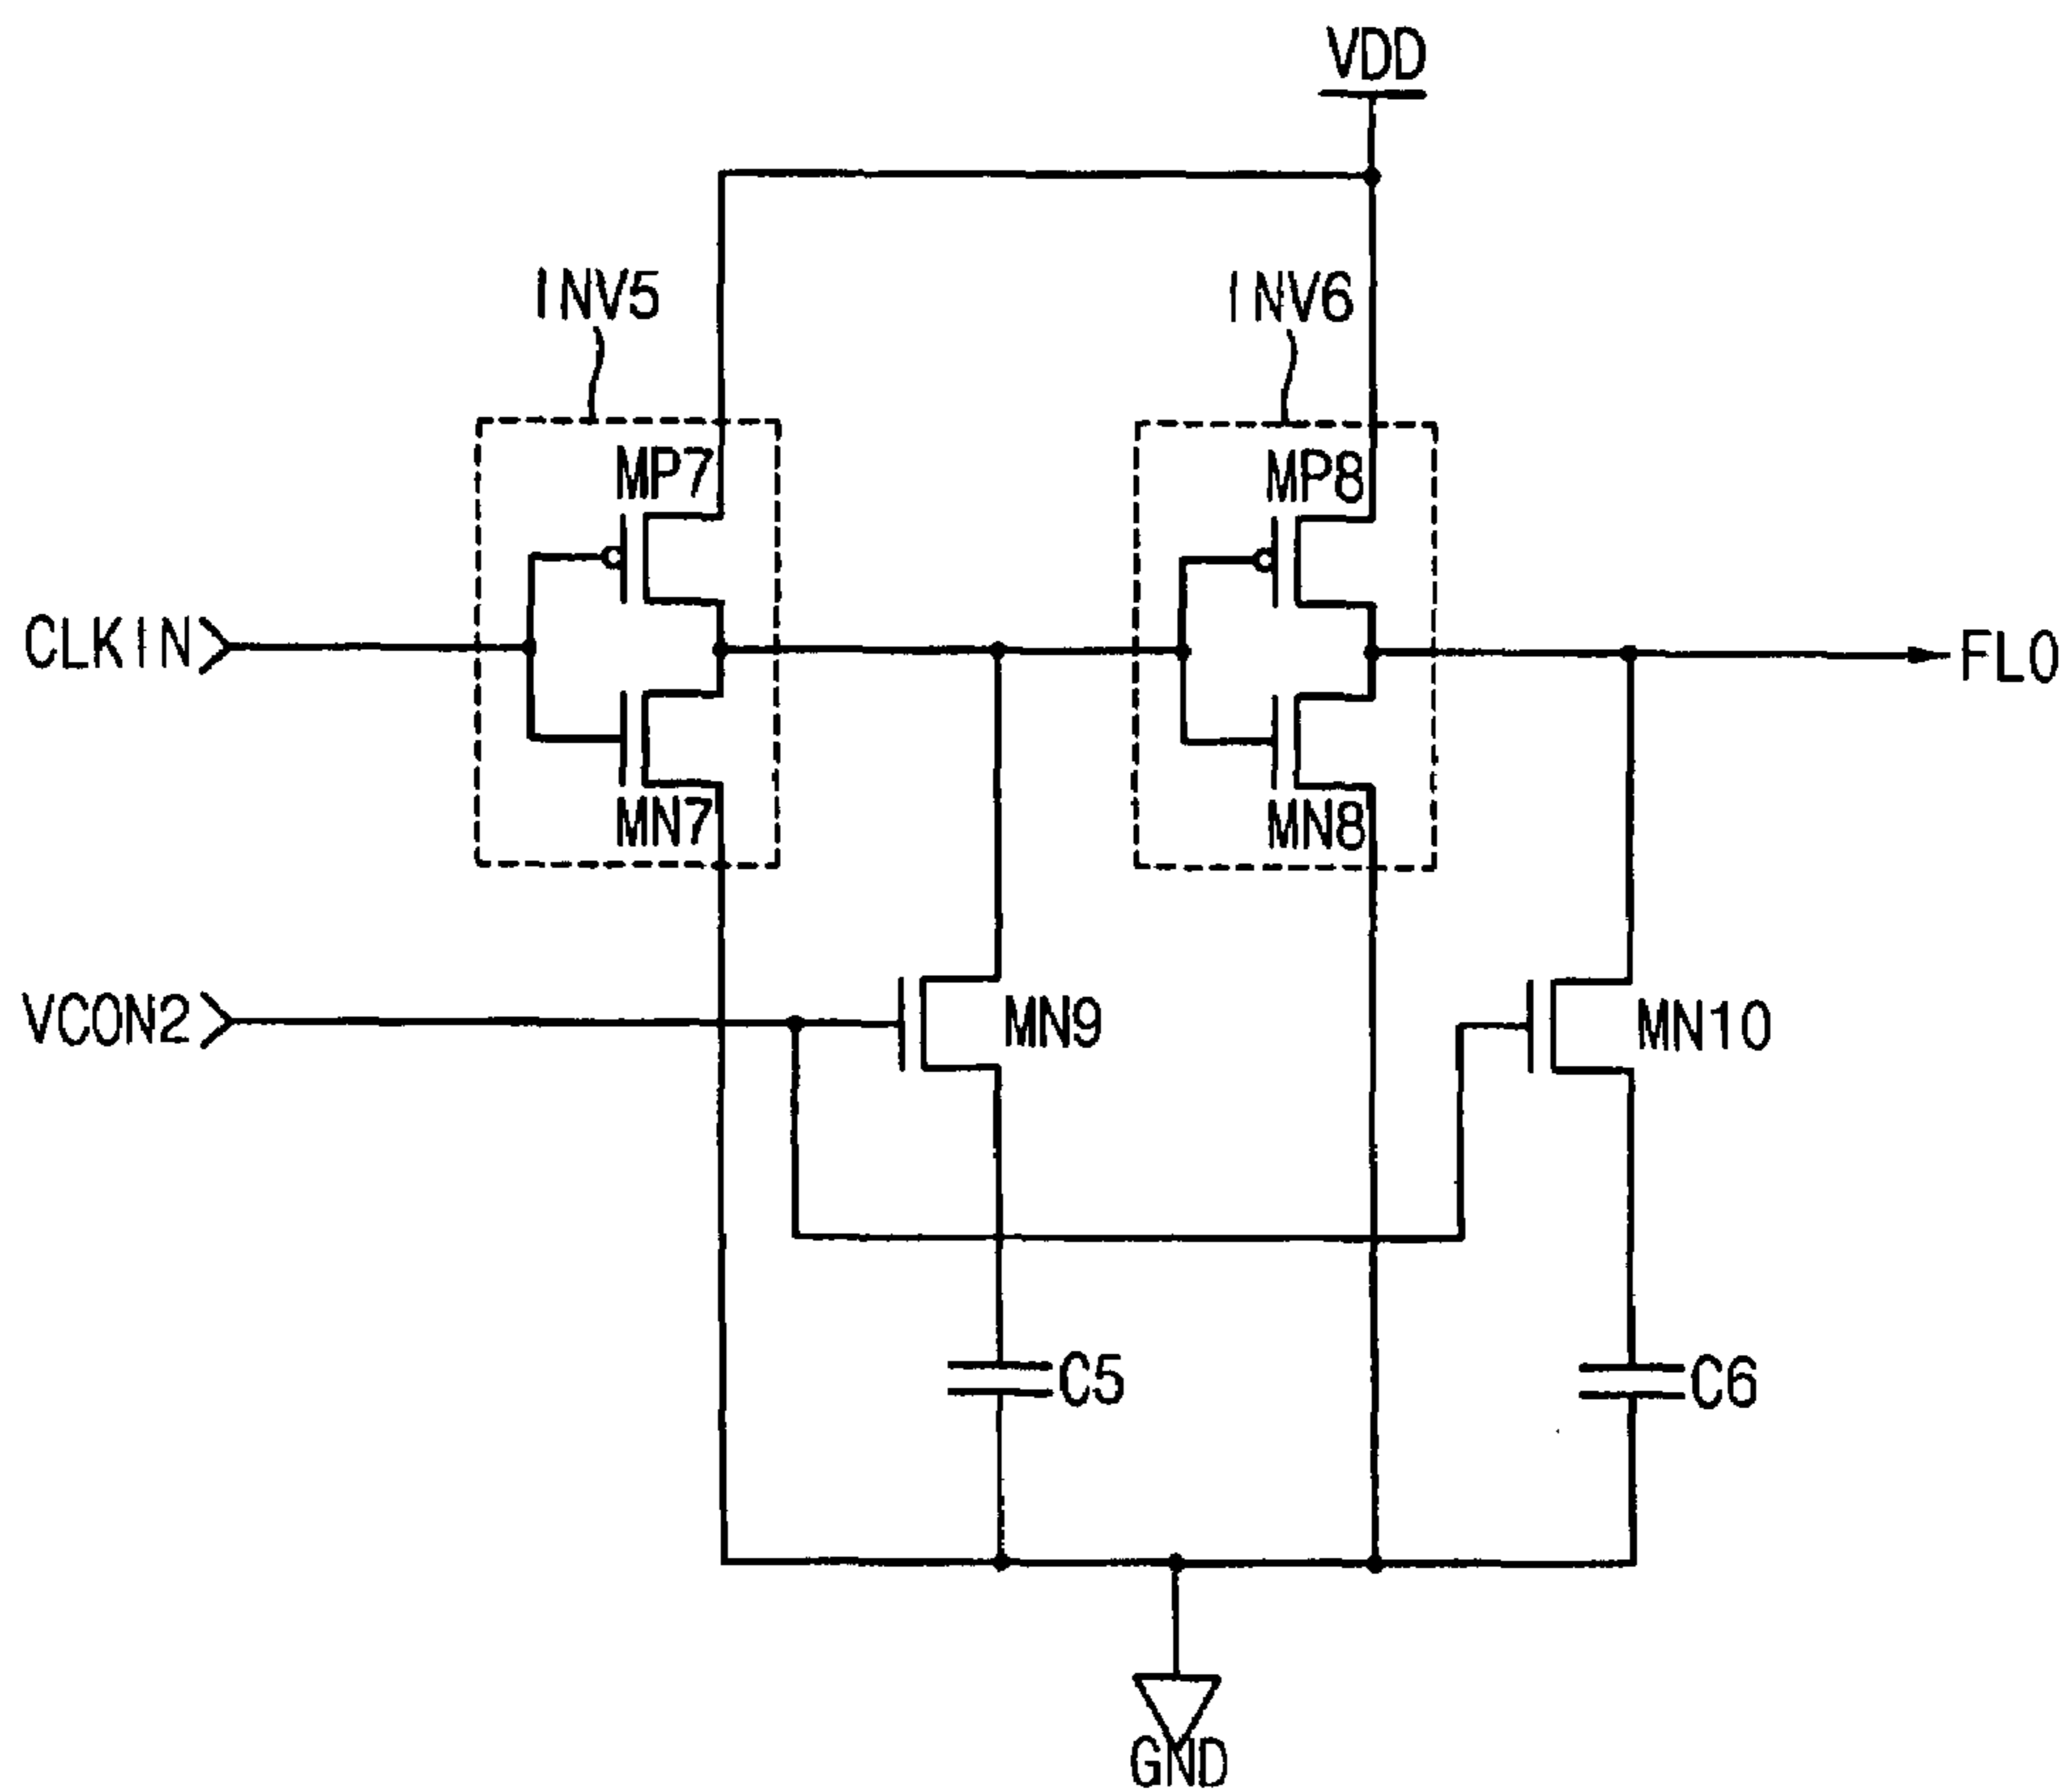 VDD
INV5
INV6
MP7
MP8
CLKIN
FLO
MN7
MN8
VCON2
MN9
MN10
C5
C6
GND